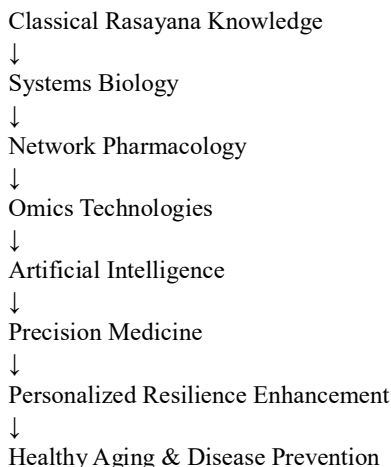 Classical Rasayana Knowledge
↓
Systems Biology
↓
Network Pharmacology
↓
Omics Technologies
↓
Artificial Intelligence
↓
Precision Medicine
↓
Personalized Resilience Enhancement
↓
Healthy Aging & Disease Prevention